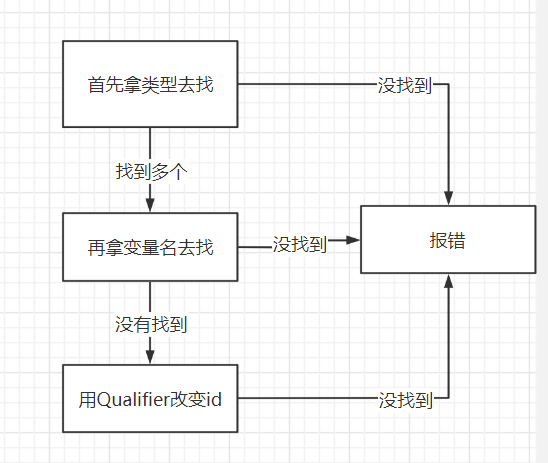 首先拿类型去找
没找到
找到多个
再拿变量名去找
没找到
报错
没有找到
用Qualifier改变id
没找到